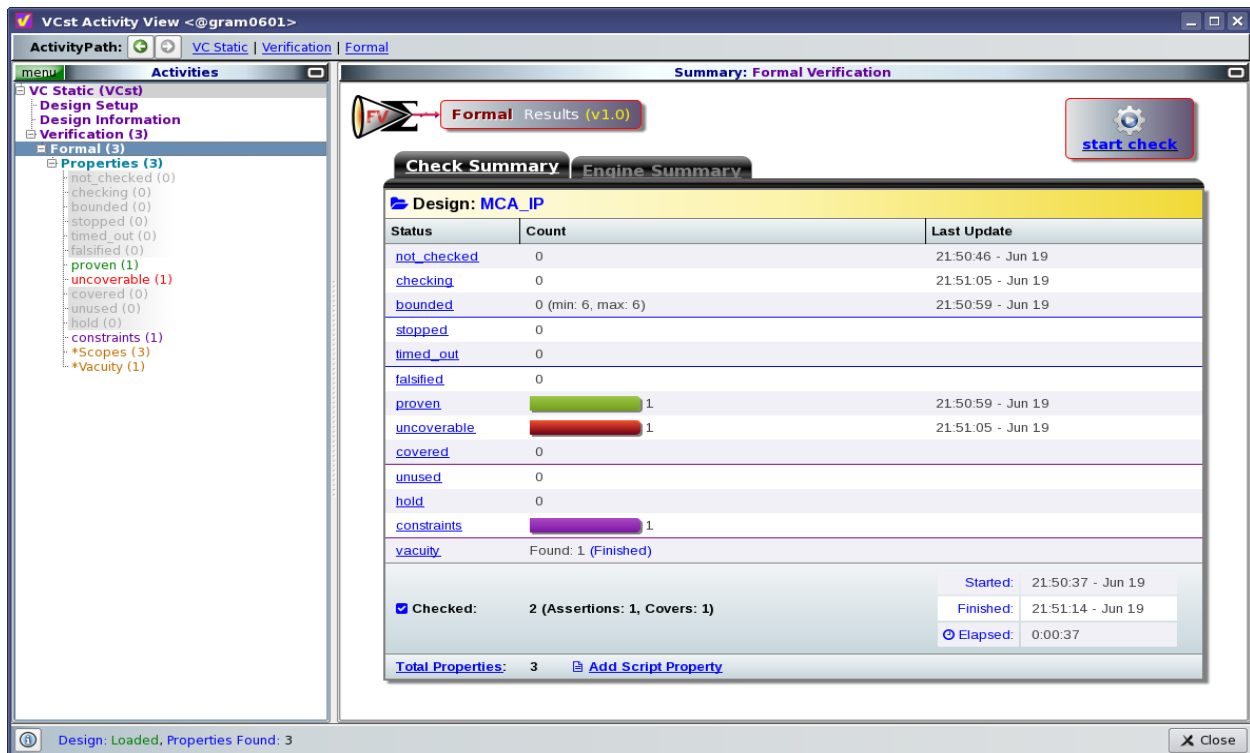 VCst Activity View <@gram0601>
ActivityPath: VC Static | Verification | Formal
menu Activities
VC Static (VCst)
Design Setup
Design Information
Verification (3)
Formal (3)
Properties (3)
not_checked (0)
checking (0)
bounded (0)
stopped (0)
timed_out (0)
falsified (0)
proven (1)
uncoverable (1)
covered (0)
unused (0)
hold (0)
constraints (1)
*Scopes (3)
*Vacuity (1)
Summary: Formal Verification
FV Formal Results (v1.0)
start check
Check Summary Engine Summary
Design: MCA_IP
Status Count Last Update
not_checked 0 21:50:46 - Jun 19
checking 0 21:51:05 - Jun 19
bounded 0 (min: 6, max: 6) 21:50:59 - Jun 19
stopped 0
timed_out 0
falsified 0
proven 1 21:50:59 - Jun 19
uncoverable 1 21:51:05 - Jun 19
covered 0
unused 0
hold 0
constraints 1
vacuity Found: 1 (Finished)
Started: 21:50:37 - Jun 19
Checked: 2 (Assertions: 1, Covers: 1) Finished: 21:51:14 - Jun 19
Elapsed: 0:00:37
Total Properties: 3 Add Script Property
Design: Loaded, Properties Found: 3
Close